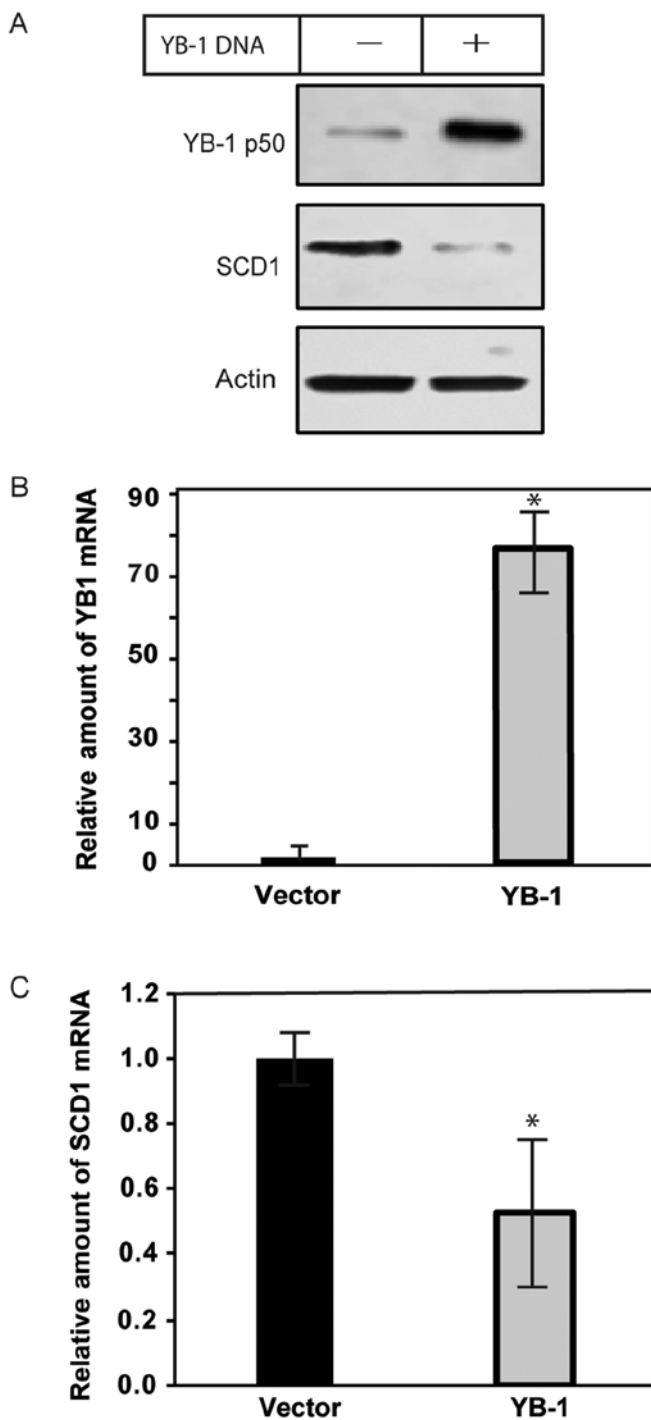 A
YB-1 DNA — +
YB-1 p50
SCD1
Actin
B
Relative amount of YB1 mRNA
90
70
50
30
10
0
*
Vector YB-1
C
Relative amount of SCD1 mRNA
1.2
1.0
0.8
0.6
0.4
0.2
0.0
*
Vector YB-1